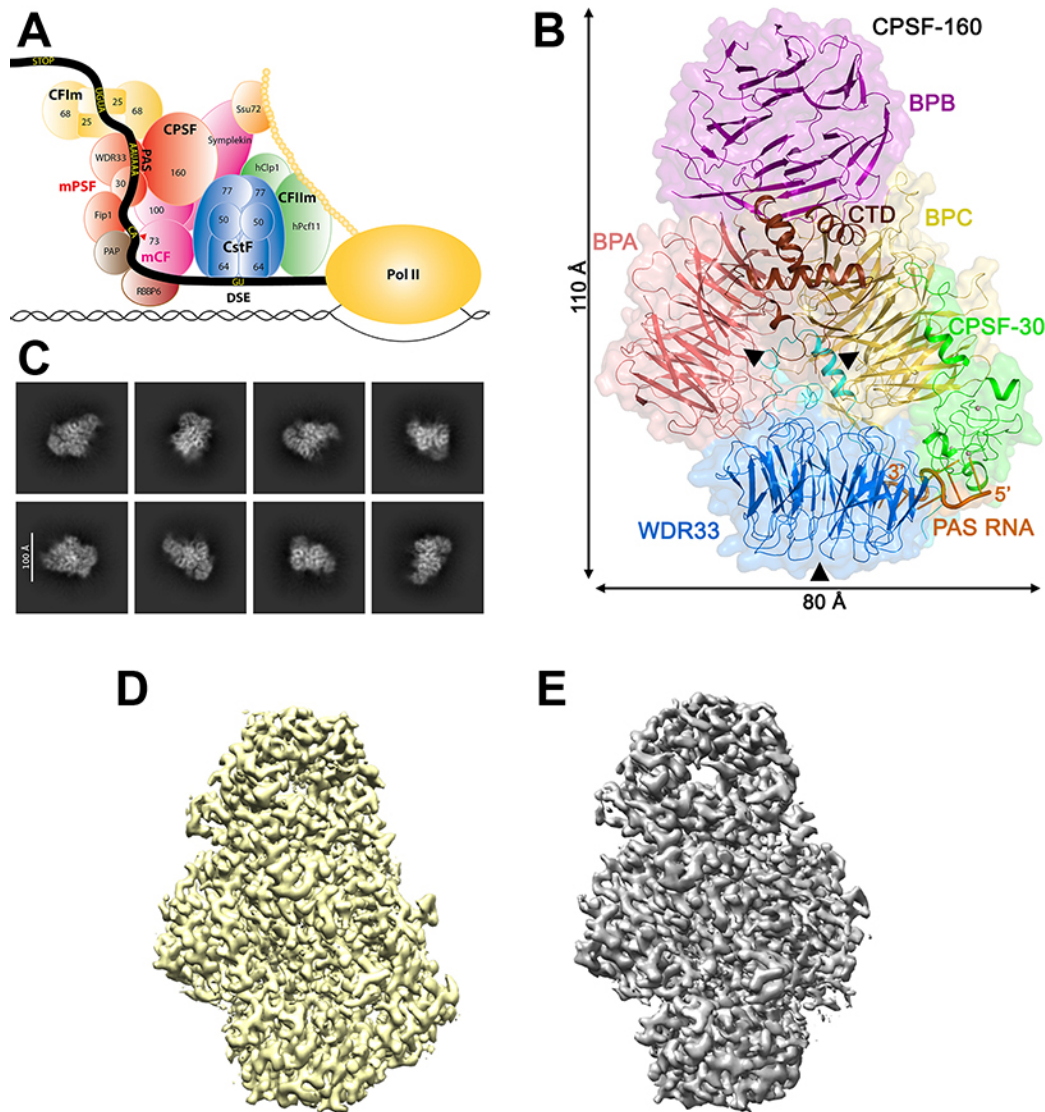 A
STOP
CFIm
68
25
25
68
UGUA
WDR33
PAS
AAUAAA
CPSF
160
Symplekin
Ssu72
mPSF
30
Fip1
100
PAP
CA
73
mCF
RBBP6
77
77
50
50
CstF
64
64
hClp1
CFIIm
hPcf11
GU
DSE
Pol II
B
CPSF-160
BPB
CTD
BPC
BPA
CPSF-30
110 Å
WDR33
3'
5'
PAS RNA
80 Å
C
100 Å
D
E